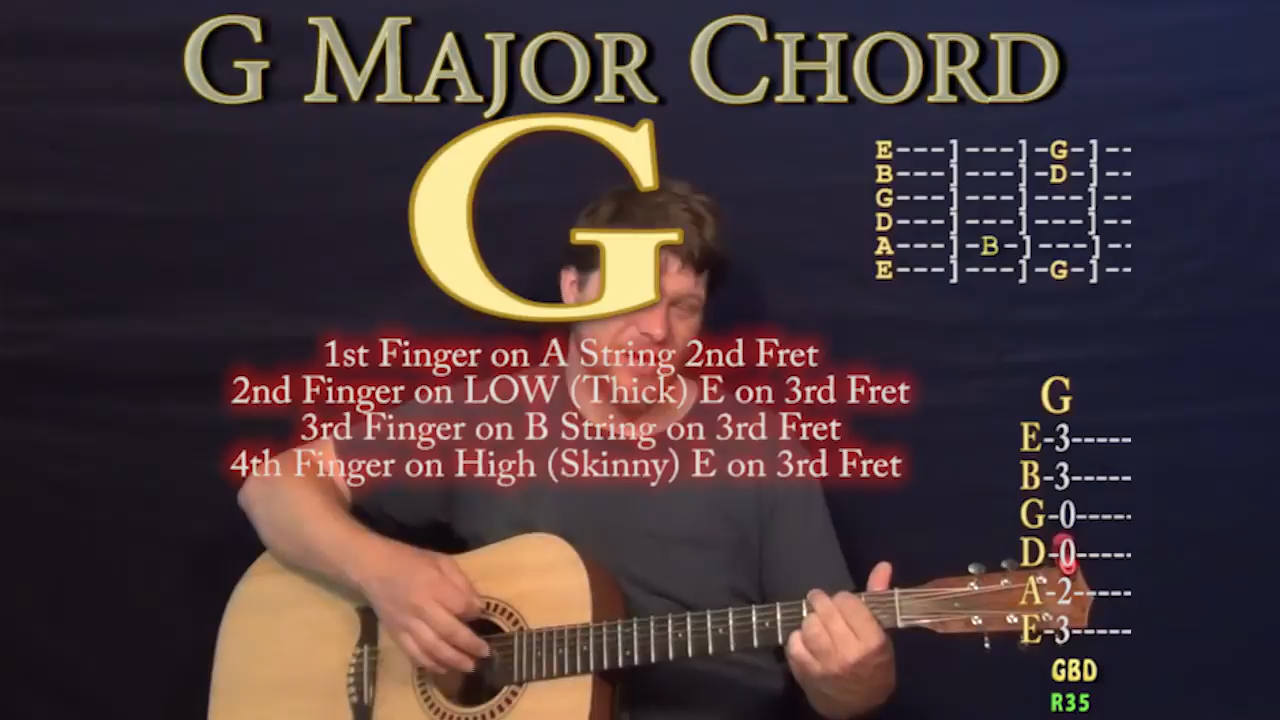 G Major Chord
G
E---]---]-G-]--
B---]---]-D-]--
G---]---]---]--
D---]---]---]--
A---]-B-]---]--
E---]---]-G-]--
1st Finger on A String 2nd Fret
2nd Finger on LOW (Thick) E on 3rd Fret
3rd Finger on B String on 3rd Fret
4th Finger on High (Skinny) E on 3rd Fret
G
E-3-----
B-3-----
G-0-----
D-0-----
A-2-----
E-3-----
GBD
R35